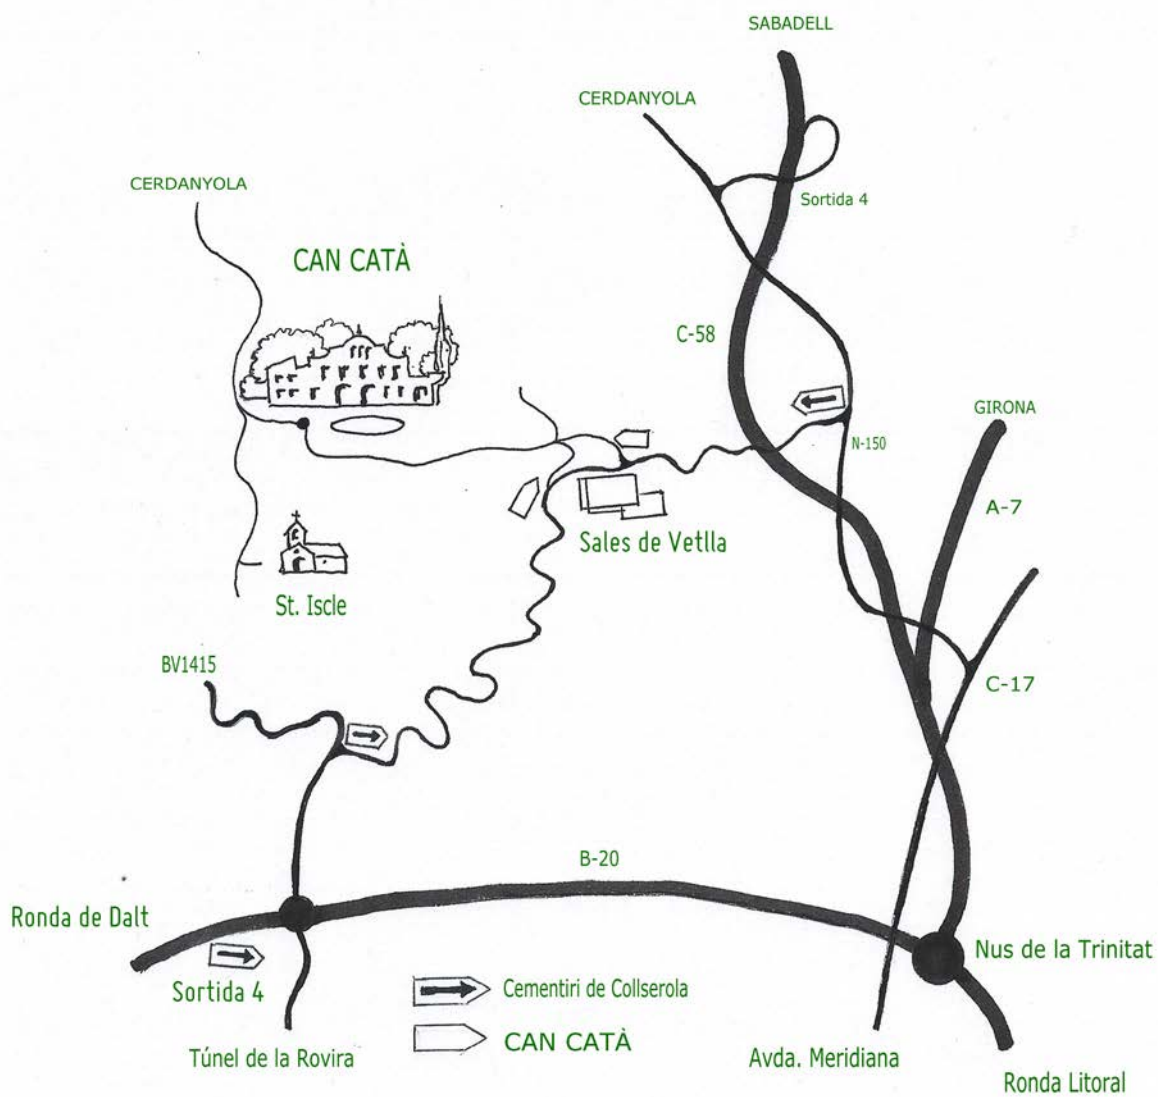 SABADELL
CERDANYOLA
CERDANYOLA
Sortida 4
CAN CATÀ
C-58
GIRONA
N-150
A-7
Sales de Vetlla
St. Iscle
BV1415
C-17
B-20
Ronda de Dalt
Nus de la Trinitat
Sortida 4
Cementiri de Collserola
CAN CATÀ
Túnel de la Rovira
Avda. Meridiana
Ronda Litoral